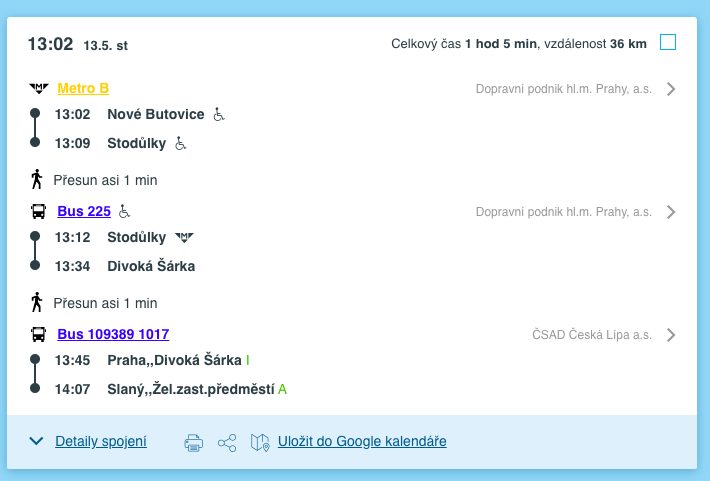 13:02 13.5. st Celkový čas 1 hod 5 min, vzdálenost 36 km
Metro B Dopravní podnik hl.m. Prahy, a.s.
13:02 Nové Butovice
13:09 Stodůlky
Přesun asi 1 min
Bus 225 Dopravní podnik hl.m. Prahy, a.s.
13:12 Stodůlky
13:34 Divoká Šárka
Přesun asi 1 min
Bus 109389 1017 ČSAD Česká Lípa a.s.
13:45 Praha,,Divoká Šárka I
14:07 Slaný,,Žel.zast.předměstí A
Detaily spojení Uložit do Google kalendáře